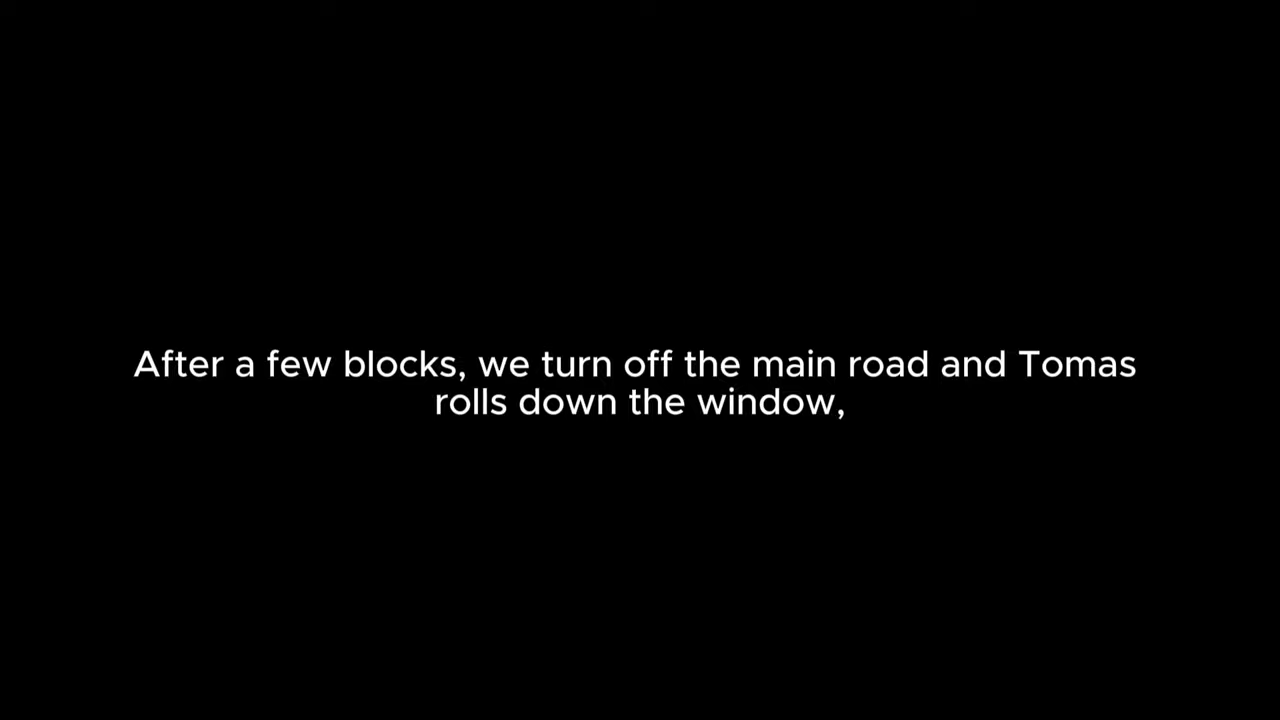 After a few blocks, we turn off the main road and Tomas
rolls down the window,